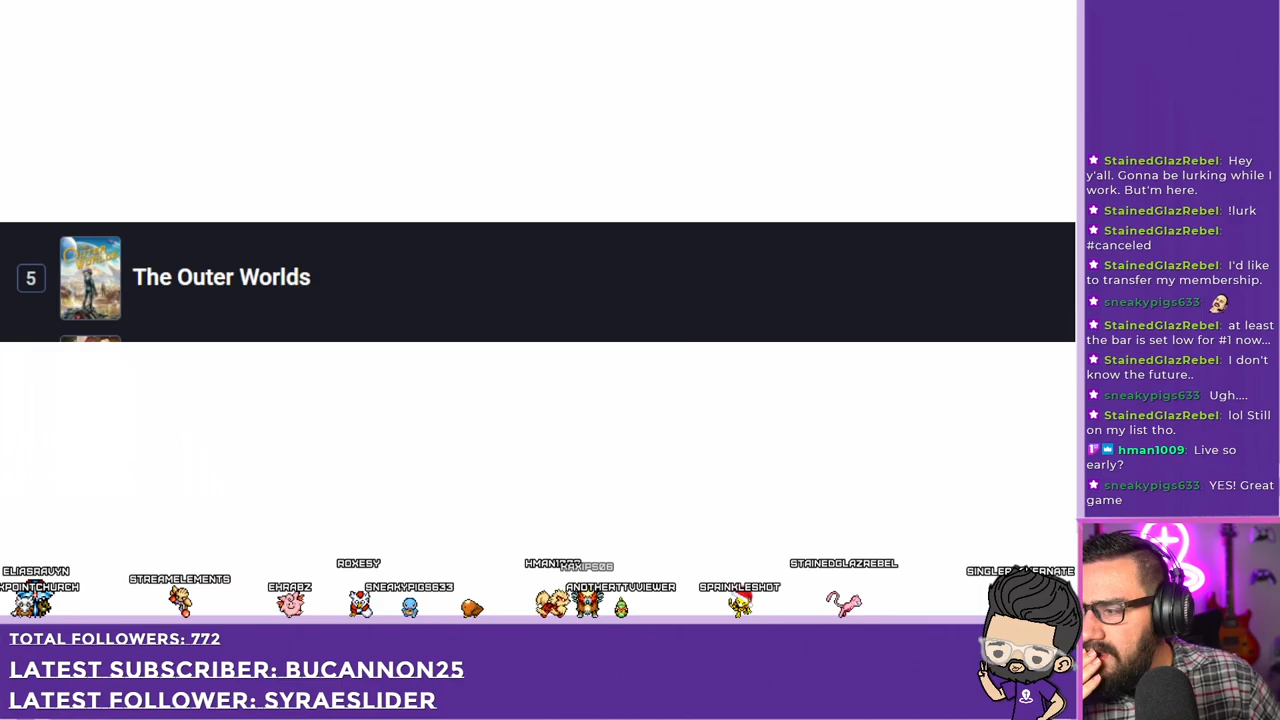 5
The Outer Worlds
StainedGlazRebel: Hey
y'all. Gonna be lurking while I
work. But'm here.
StainedGlazRebel: !lurk
StainedGlazRebel:
#canceled
StainedGlazRebel: I'd like
to transfer my membership.
sneakypigs633
StainedGlazRebel: at least
the bar is set low for #1 now...
StainedGlazRebel: I don't
know the future..
sneakypigs633 Ugh....
StainedGlazRebel: lol Still
on my list tho.
hman1009: Live so
early?
sneakypigs633 YES! Great
game
ELIASRAVYN
STREAMELEMENTS
EHRABZ
ROXESY
SNEAKYPIGS633
ANOTHERTTVVIEWER
SPRINKLESHOT
STAINEDGLAZREBEL
TOTAL FOLLOWERS: 772
LATEST SUBSCRIBER: BUCANNON25
LATEST FOLLOWER: SYRAESLIDER